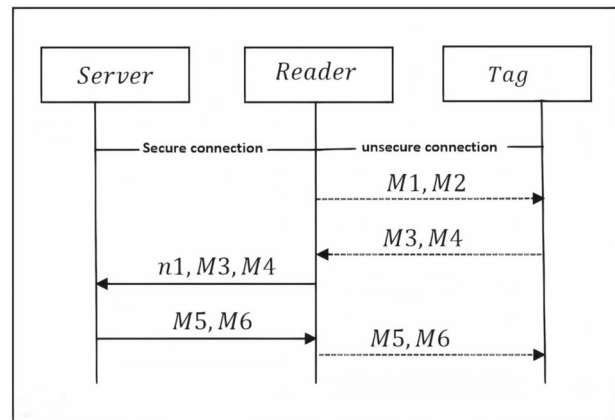 Server Reader Tag
Secure connection unsecure connection
M1, M2
M3, M4
n1, M3, M4
M5, M6
M5, M6